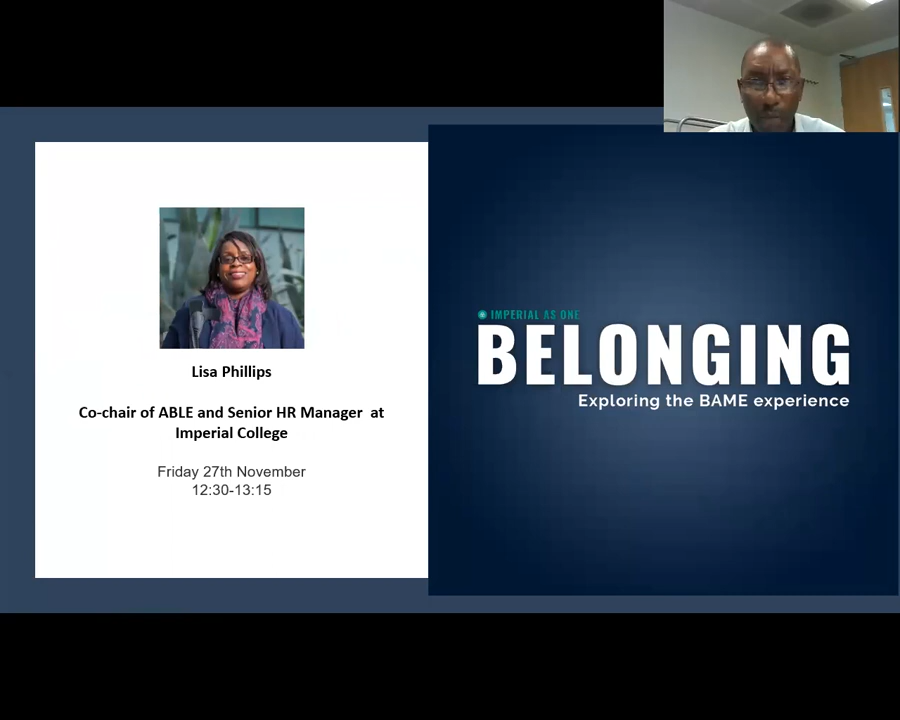 Lisa Phillips
Co-chair of ABLE and Senior HR Manager at
Imperial College
Friday 27th November
12:30-13:15
IMPERIAL AS ONE
BELONGING
Exploring the BAME experience